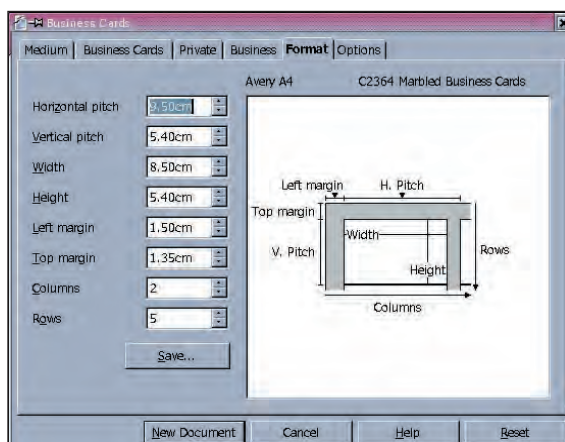 Business Cards
Medium Business Cards Private Business Format Options
Avery A4 C2364 Marbled Business Cards
Horizontal pitch 9.50cm
Vertical pitch 5.40cm
Width 8.50cm
Height 5.40cm
Left margin 1.50cm
Top margin 1.35cm
Columns 2
Rows 5
Save...
Left margin H. Pitch
Top margin
Width
V. Pitch
Rows
Height
Columns
New Document Cancel Help Reset